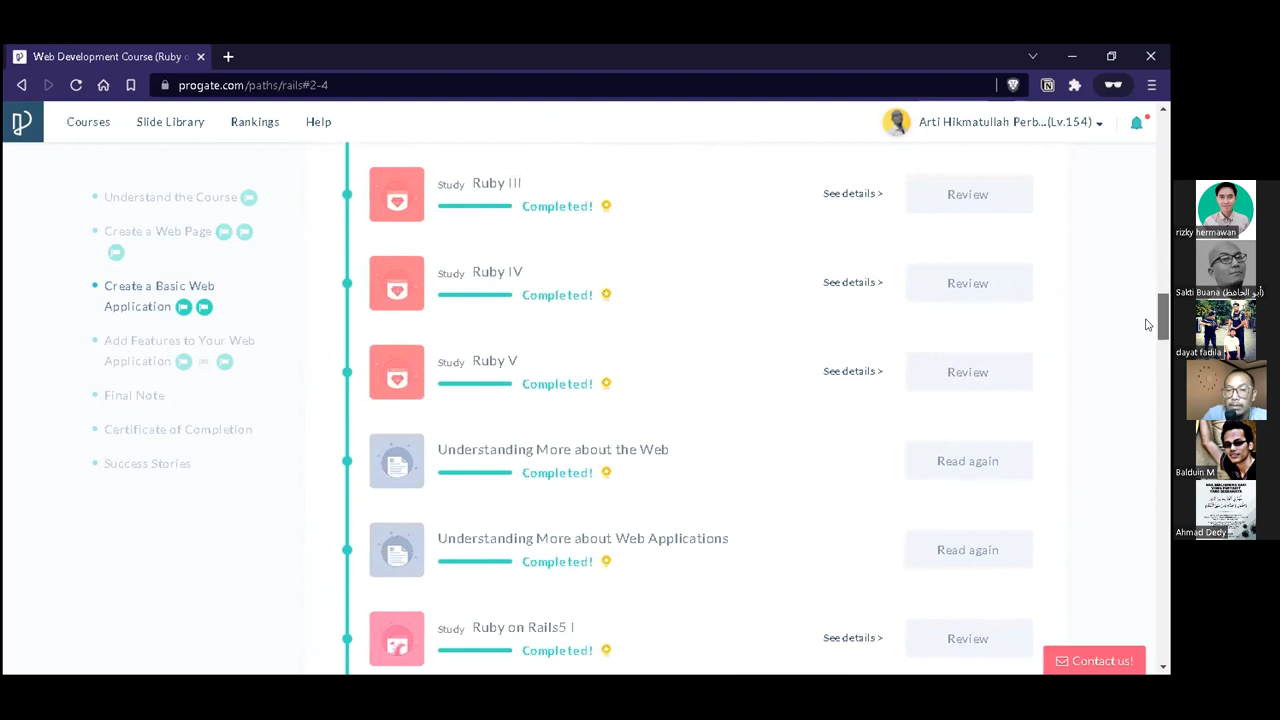 Web Development Course (Ruby o
progate.com/paths/rails#2-4
Courses
Slide Library
Rankings
Help
Arti Hikmatullah Perb...(Lv.154)
Understand the Course
Create a Web Page
Create a Basic Web
Application
Add Features to Your Web
Application
Final Note
Certificate of Completion
Success Stories
Study Ruby III
Completed!
See details >
Review
Study Ruby IV
Completed!
See details >
Review
Study Ruby V
Completed!
See details >
Review
Understanding More about the Web
Completed!
Read again
Understanding More about Web Applications
Completed!
Read again
Study Ruby on Rails5 I
Completed!
See details >
Review
Contact us!
rizky hermawan
Sakti Buana (أبو الحافظ)
dayat fadila
Balduin M
Ahmad Dedy